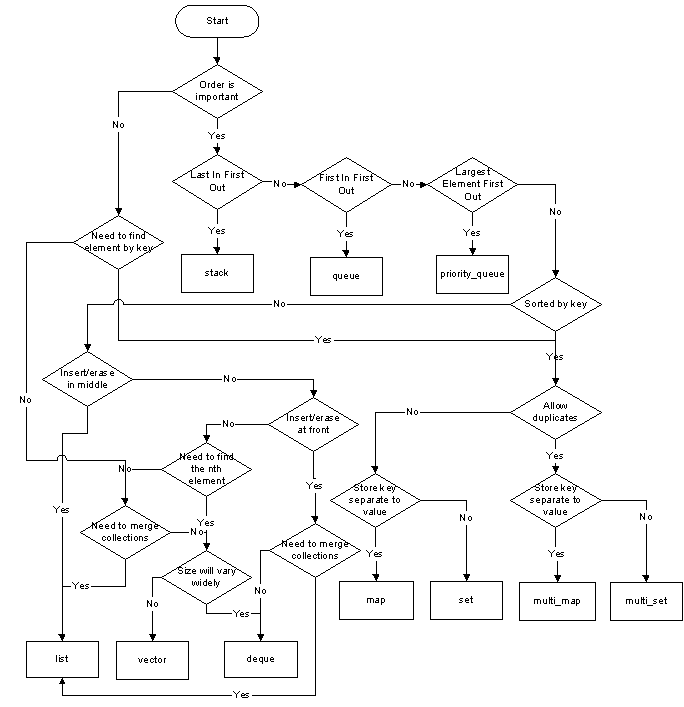 Start
Order is
important
No
Yes
Last In First
Out
No
First In First
Out
No
Largest
Element First
Out
No
Yes
Yes
Yes
Need to find
element by key
stack
queue
priority_queue
No
Sorted by key
Yes
Yes
Insert/erase
in middle
No
No
Insert/erase
at front
No
Allow
duplicates
No
Need to find
the nth
element
No
Yes
Yes
Store key
separate to
value
Store key
separate to
value
Yes
Yes
No
No
Need to merge
collections
No
Need to merge
collections
Yes
Yes
Size will vary
widely
Yes
No
No
Yes
map
set
multi_map
multi_set
list
vector
deque
Yes